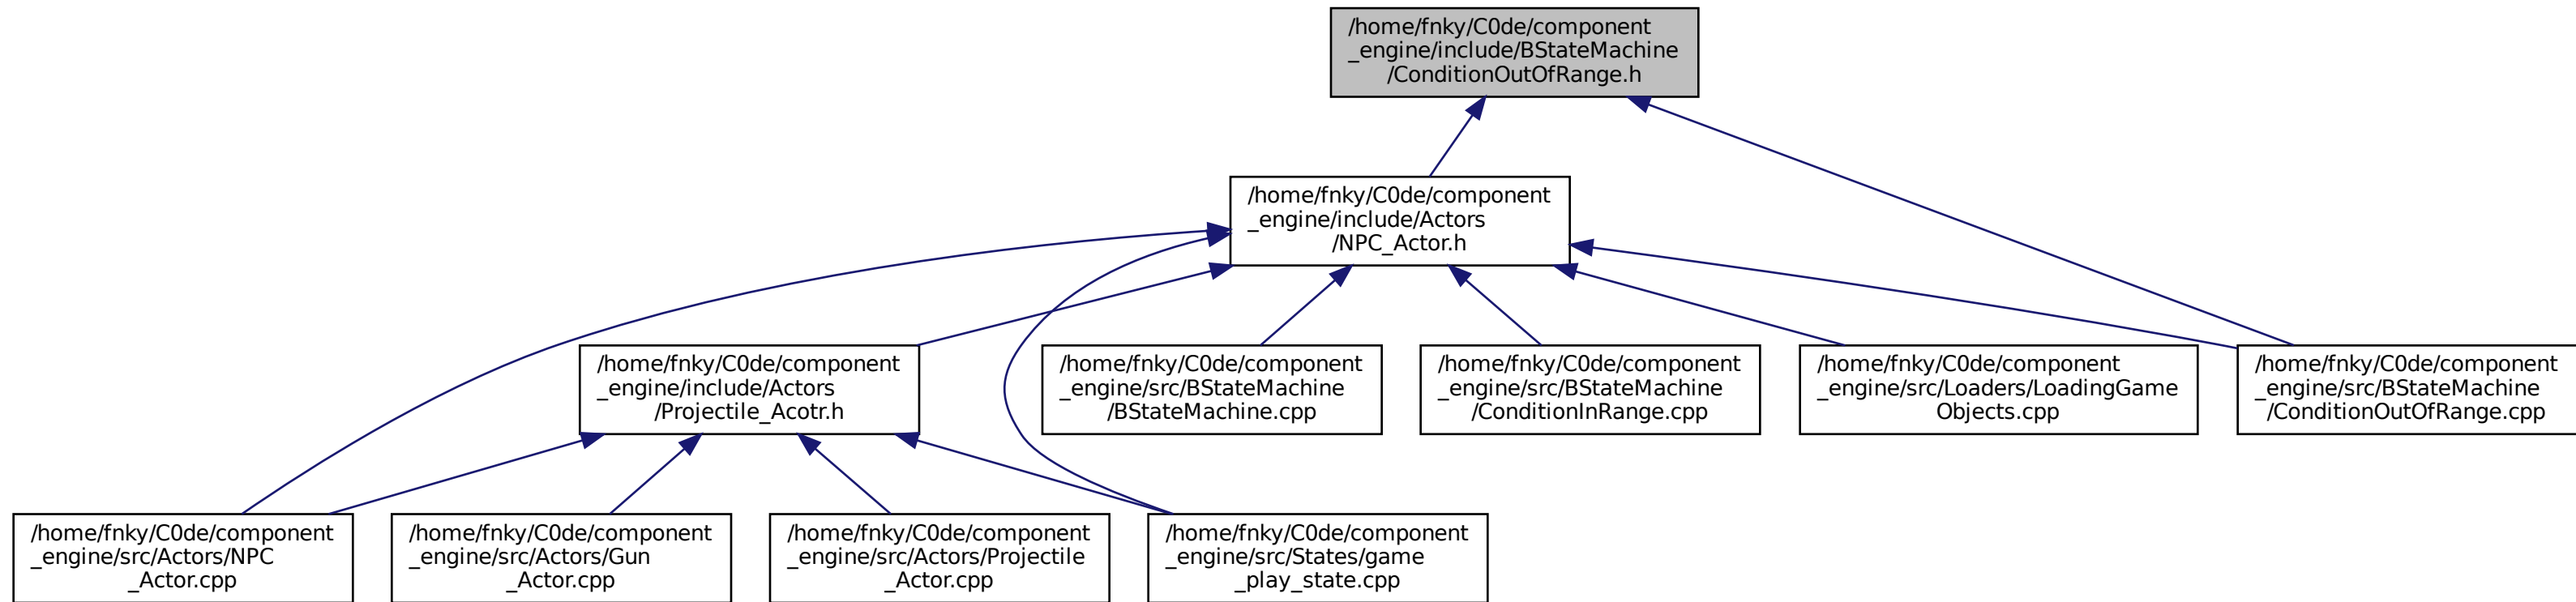 /home/fnky/C0de/component
_engine/include/BStateMachine
/ConditionOutOfRange.h
/home/fnky/C0de/component
_engine/include/Actors
/NPC_Actor.h
/home/fnky/C0de/component
_engine/include/Actors
/Projectile_Acotr.h
/home/fnky/C0de/component
_engine/src/BStateMachine
/BStateMachine.cpp
/home/fnky/C0de/component
_engine/src/BStateMachine
/ConditionInRange.cpp
/home/fnky/C0de/component
_engine/src/Loaders/LoadingGame
Objects.cpp
/home/fnky/C0de/component
_engine/src/BStateMachine
/ConditionOutOfRange.cpp
/home/fnky/C0de/component
_engine/src/Actors/NPC
_Actor.cpp
/home/fnky/C0de/component
_engine/src/Actors/Gun
_Actor.cpp
/home/fnky/C0de/component
_engine/src/Actors/Projectile
_Actor.cpp
/home/fnky/C0de/component
_engine/src/States/game
_play_state.cpp